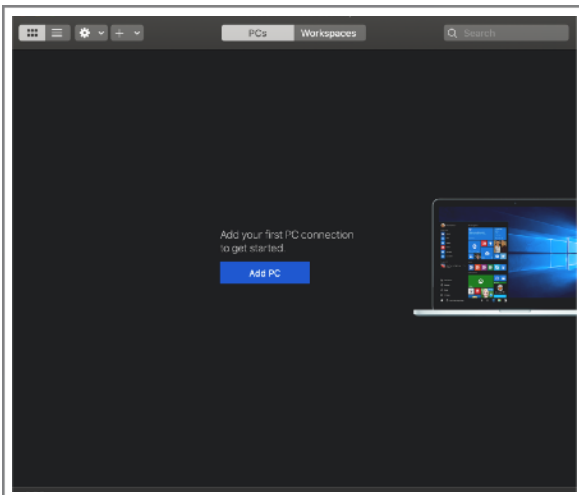 PCs
Workspaces
Search
Add your first PC connection
to get started.
Add PC